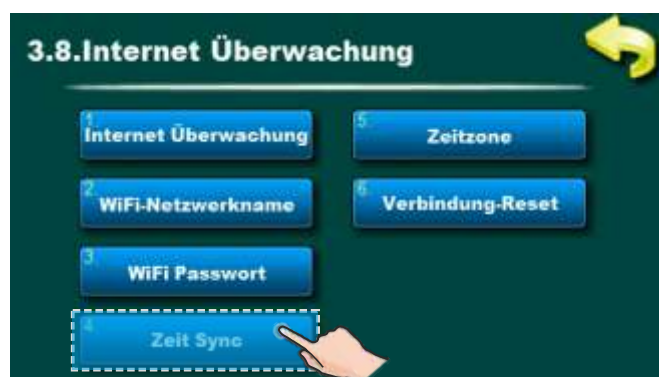 3.8.Internet Überwachung
1 Internet Überwachung
5 Zeitzone
2 WiFi-Netzwerkname
6 Verbindung-Reset
3 WiFi Passwort
4 Zeit Sync